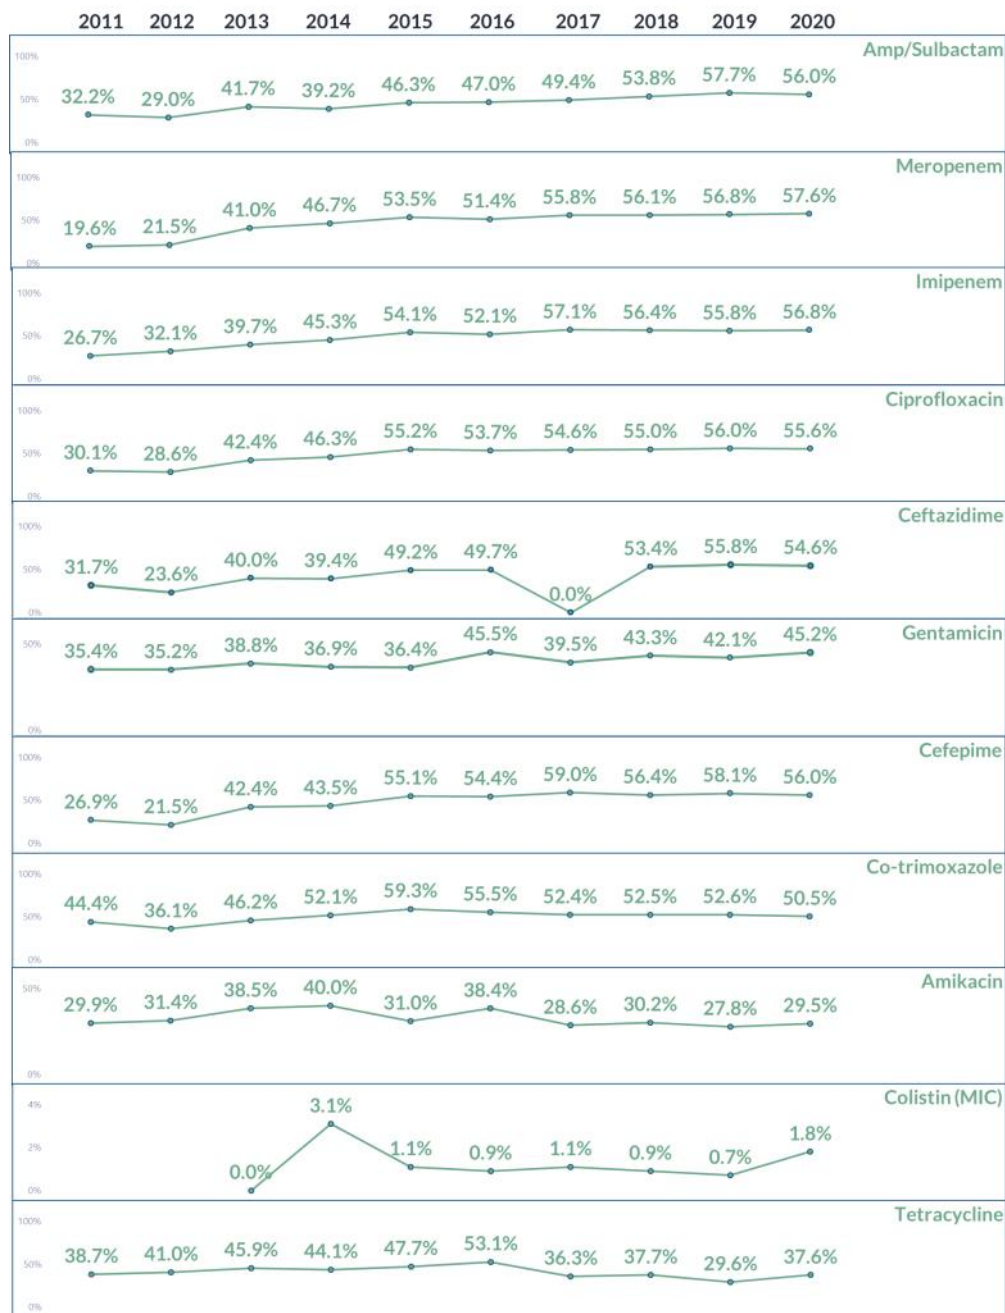 2011 2012 2013 2014 2015 2016 2017 2018 2019 2020
Amp/Sulbactam
100%
50%
0%
32.2% 29.0% 41.7% 39.2% 46.3% 47.0% 49.4% 53.8% 57.7% 56.0%
Meropenem
100%
50%
0%
19.6% 21.5% 41.0% 46.7% 53.5% 51.4% 55.8% 56.1% 56.8% 57.6%
Imipenem
100%
50%
0%
26.7% 32.1% 39.7% 45.3% 54.1% 52.1% 57.1% 56.4% 55.8% 56.8%
Ciprofloxacin
100%
50%
0%
30.1% 28.6% 42.4% 46.3% 55.2% 53.7% 54.6% 55.0% 56.0% 55.6%
Ceftazidime
100%
50%
0%
31.7% 23.6% 40.0% 39.4% 49.2% 49.7% 0.0% 53.4% 55.8% 54.6%
Gentamicin
50%
0%
35.4% 35.2% 38.8% 36.9% 36.4% 45.5% 39.5% 43.3% 42.1% 45.2%
Cefepime
100%
50%
0%
26.9% 21.5% 42.4% 43.5% 55.1% 54.4% 59.0% 56.4% 58.1% 56.0%
Co-trimoxazole
100%
50%
0%
44.4% 36.1% 46.2% 52.1% 59.3% 55.5% 52.4% 52.5% 52.6% 50.5%
Amikacin
50%
0%
29.9% 31.4% 38.5% 40.0% 31.0% 38.4% 28.6% 30.2% 27.8% 29.5%
Colistin (MIC)
4%
2%
0%
0.0% 3.1% 1.1% 0.9% 1.1% 0.9% 0.7% 1.8%
Tetracycline
100%
50%
0%
38.7% 41.0% 45.9% 44.1% 47.7% 53.1% 36.3% 37.7% 29.6% 37.6%